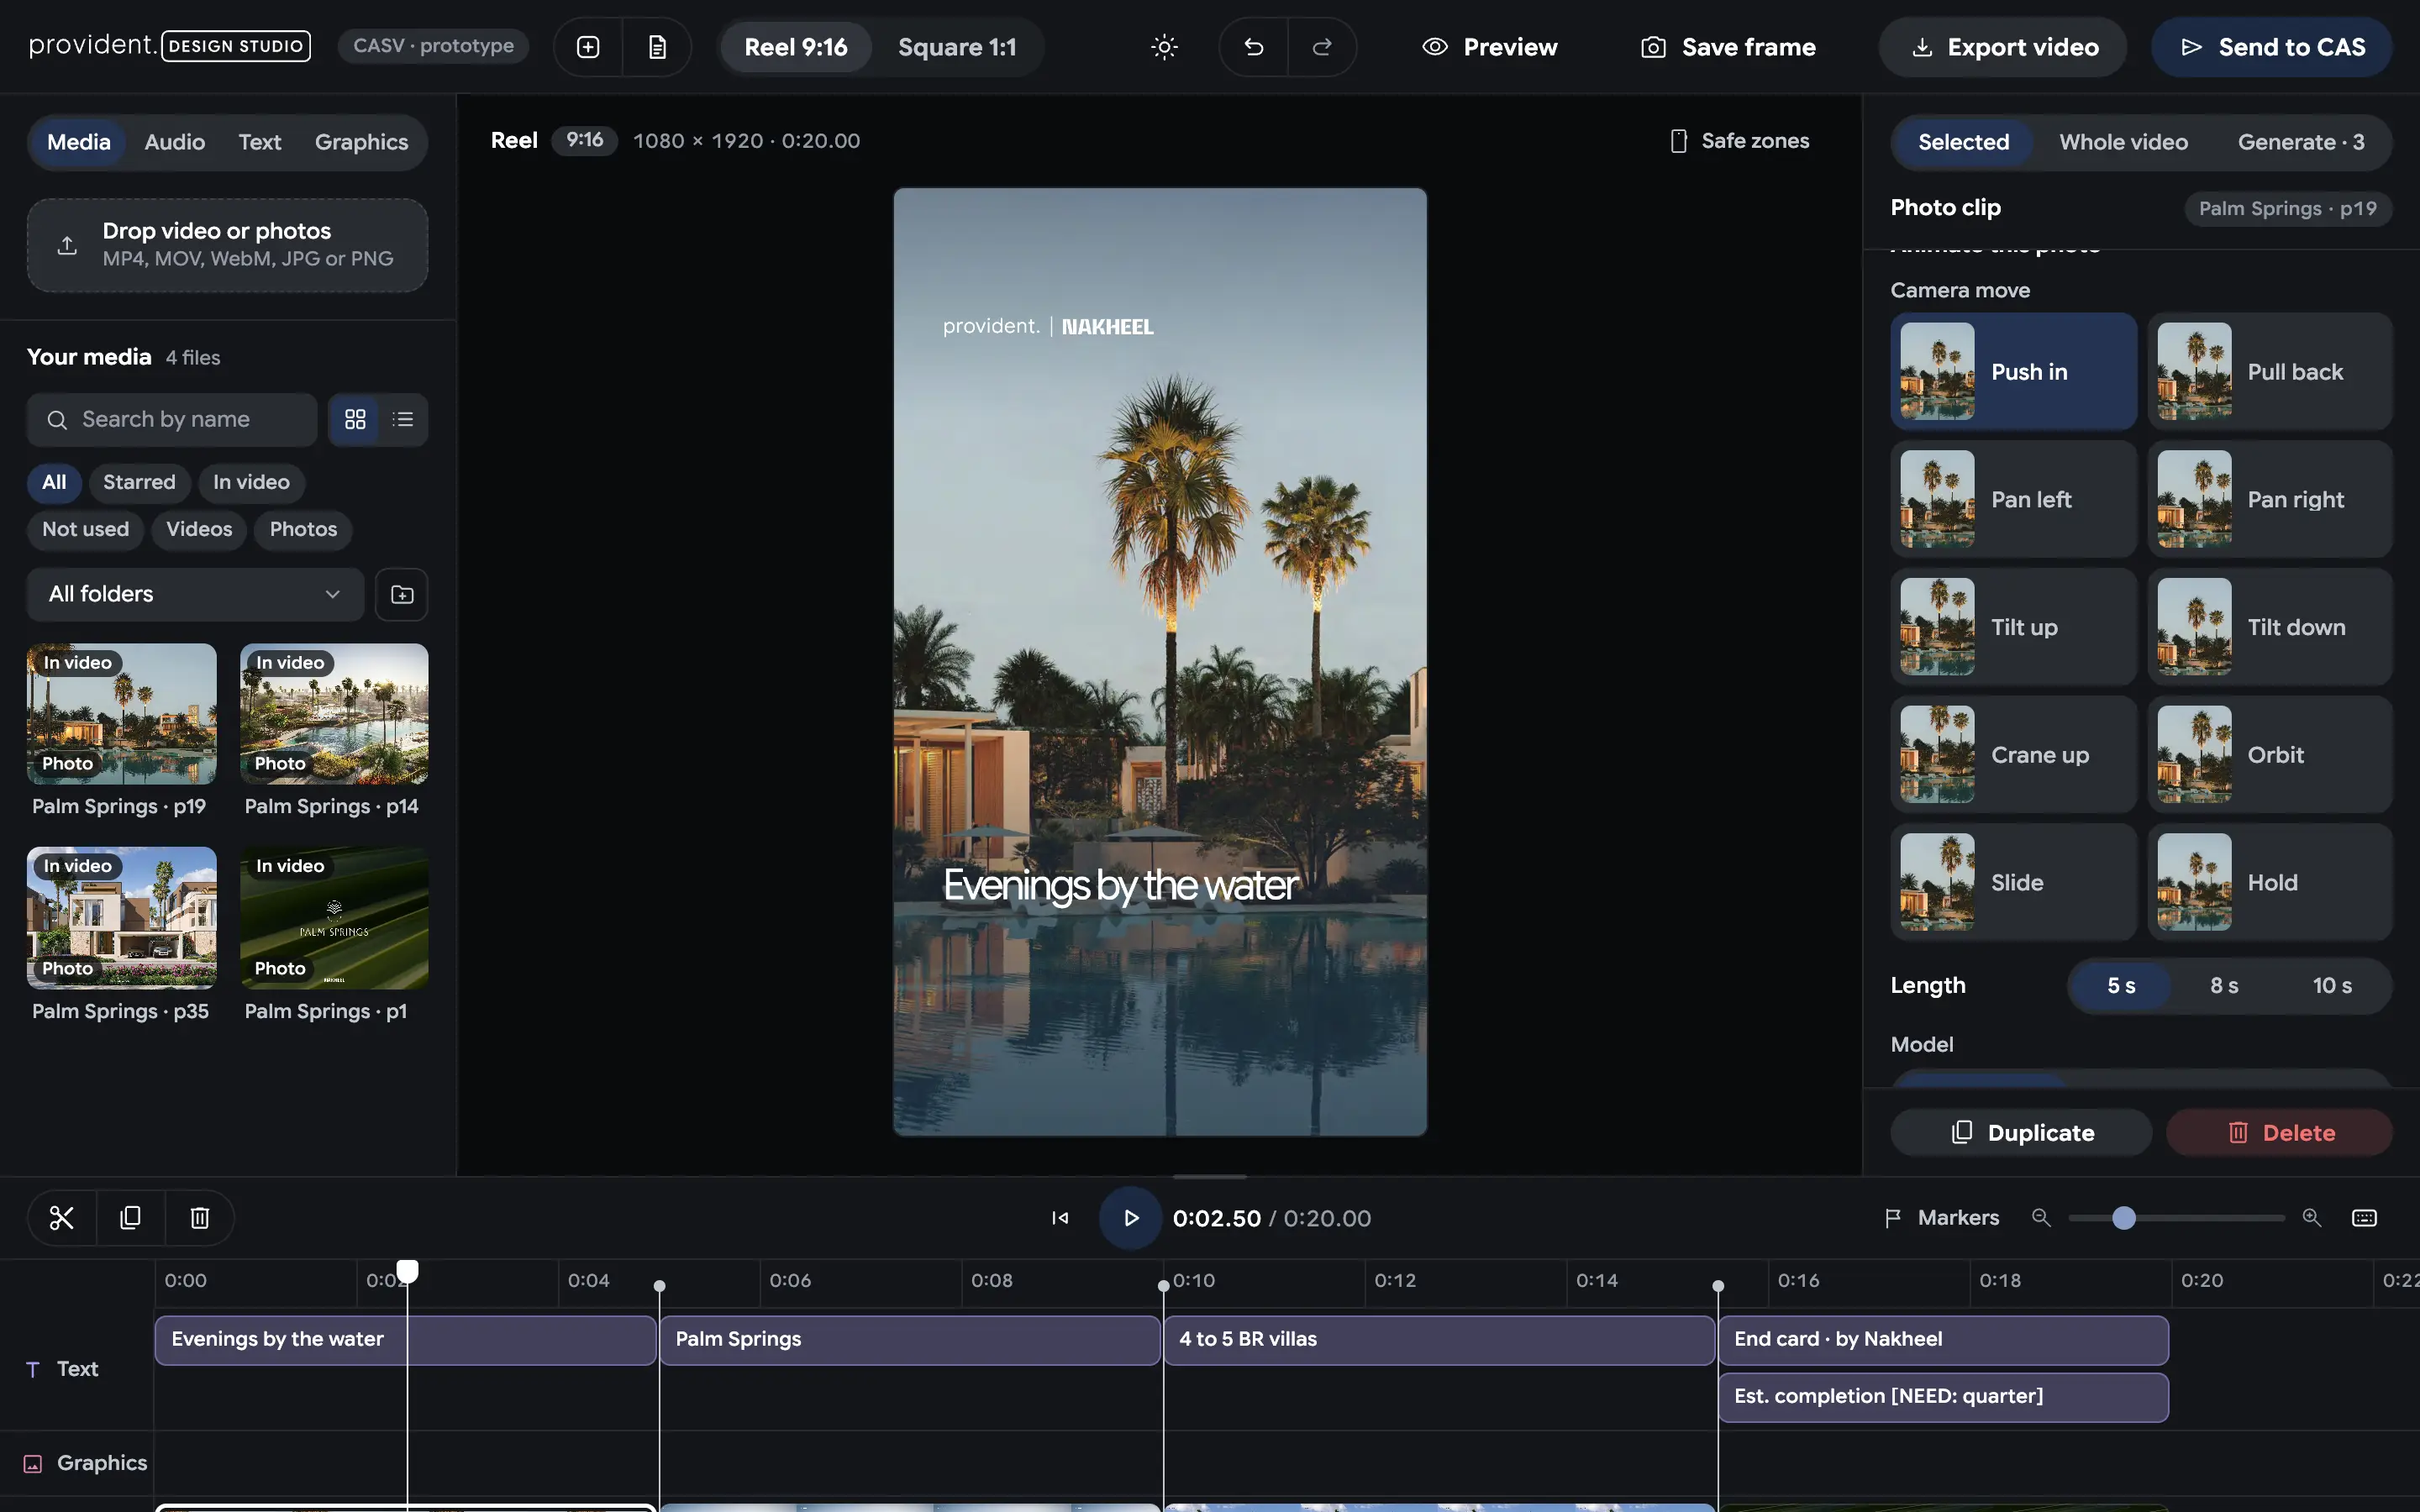 provident. DESIGN STUDIO
CASV · prototype
Reel 9:16
Square 1:1
Preview
Save frame
Export video
Send to CAS
Media
Audio
Text
Graphics
Drop video or photos
MP4, MOV, WebM, JPG or PNG
Your media 4 files
Search by name
All
Starred
In video
Not used
Videos
Photos
All folders
In video
Photo
Palm Springs · p19
In video
Photo
Palm Springs · p14
In video
Photo
Palm Springs · p35
In video
PALM SPRINGS
NAKHEEL
Photo
Palm Springs · p1
Reel 9:16 1080 × 1920 · 0:20.00
Safe zones
provident. | NAKHEEL
Evenings by the water
Selected
Whole video
Generate · 3
Photo clip
Palm Springs · p19
Animate this photo
Camera move
Push in
Pull back
Pan left
Pan right
Tilt up
Tilt down
Crane up
Orbit
Slide
Hold
Length
5 s
8 s
10 s
Model
Duplicate
Delete
0:02.50 / 0:20.00
Markers
0:00
0:04
0:06
0:08
0:10
0:12
0:14
0:16
0:18
0:20
Text
Evenings by the water
Palm Springs
4 to 5 BR villas
End card · by Nakheel
Est. completion [NEED: quarter]
Graphics